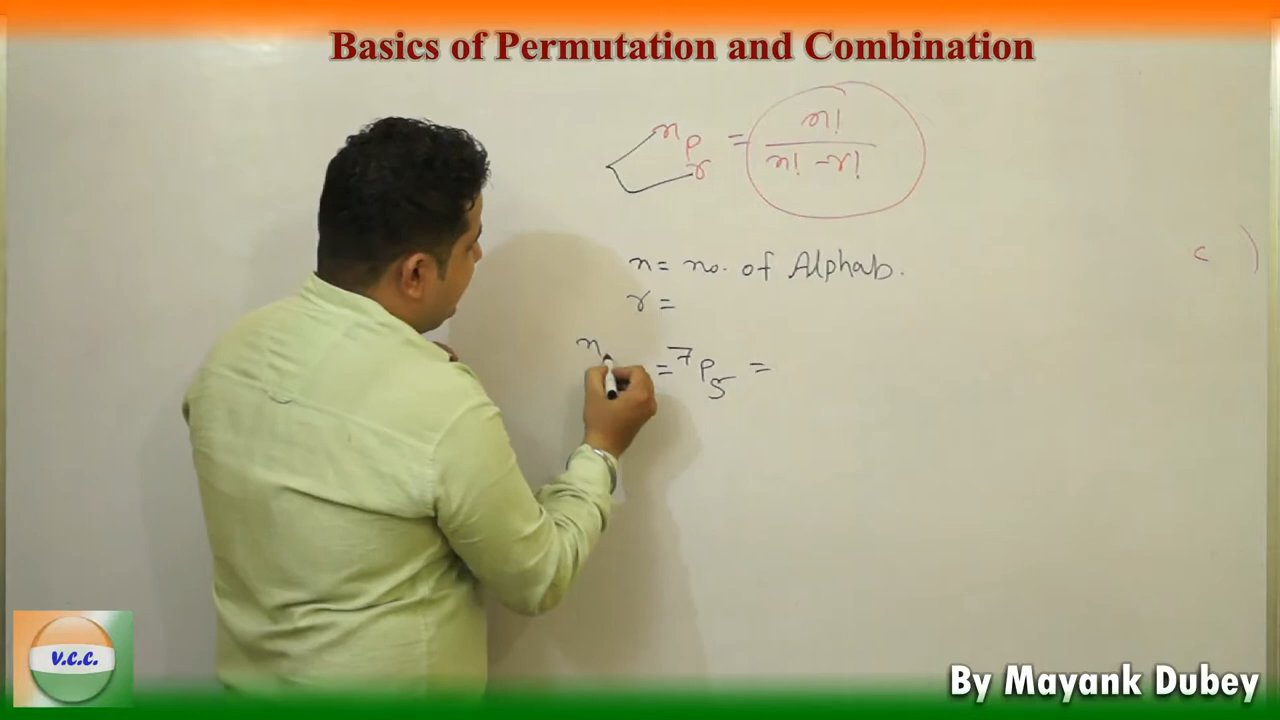 Basics of Permutation and Combination
nPr = n! / n! - r!
n = no. of Alphab.
r =
c )
n = 7P5 =
V.C.C.
By Mayank Dubey